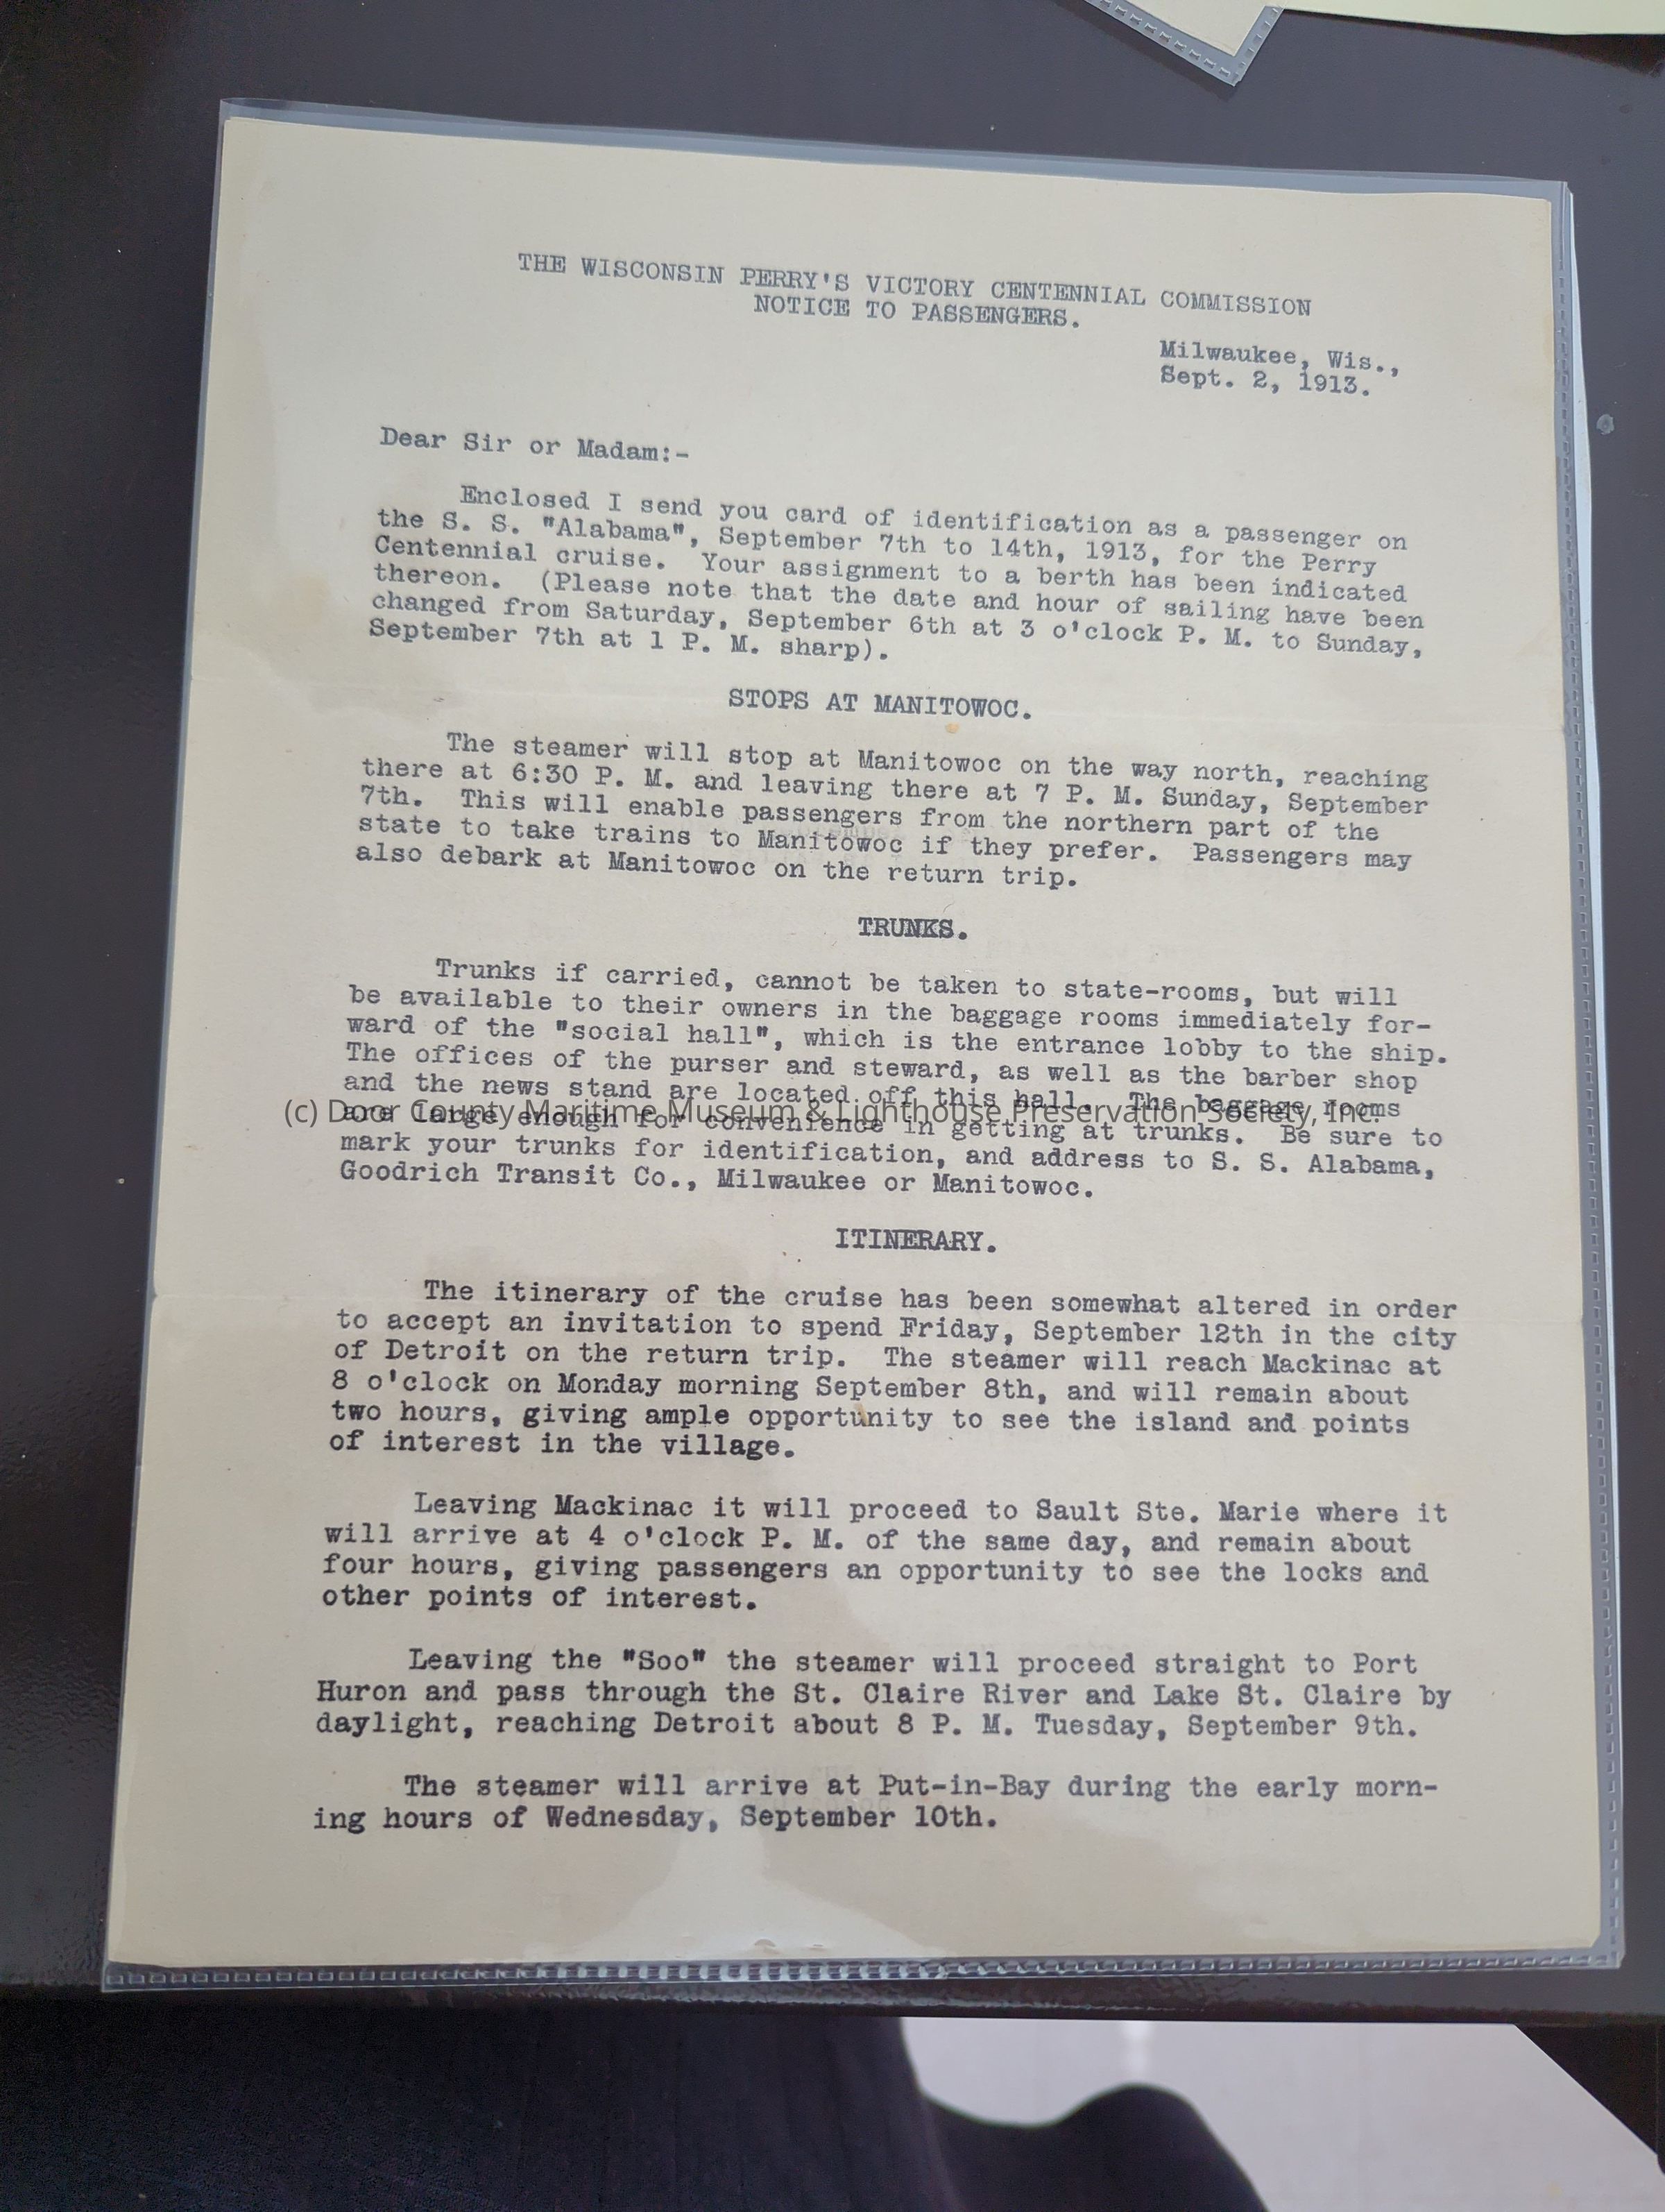 THE WISCONSIN PERRY'S VICTORY CENTENNIAL COMMISSION
NOTICE TO PASSENGERS.
Milwaukee, Wis.,
Sept. 2, 1913.
Dear Sir or Madam:-
Enclosed I send you card of identification as a passenger on
the S. S. "Alabama", September 7th to 14th, 1913, for the Perry
Centennial cruise. Your assignment to a berth has been indicated
thereon. (Please note that the date and hour of sailing have been
changed from Saturday, September 6th at 3 o'clock P. M. to Sunday,
September 7th at 1 P. M. sharp).
STOPS AT MANITOWOC.
The steamer will stop at Manitowoc on the way north, reaching
there at 6:30 P. M. and leaving there at 7 P. M. Sunday, September
7th. This will enable passengers from the northern part of the
state to take trains to Manitowoc if they prefer. Passengers may
also debark at Manitowoc on the return trip.
TRUNKS.
Trunks if carried, cannot be taken to state-rooms, but will
be available to their owners in the baggage rooms immediately for-
ward of the "social hall", which is the entrance lobby to the ship.
The offices of the purser and steward, as well as the barber shop
and the news stand are located off this hall. The baggage rooms
(c) Door County Maritime Museum & Lighthouse Preservation Society, Inc.
are large enough for convenience in getting at trunks. Be sure to
mark your trunks for identification, and address to S. S. Alabama,
Goodrich Transit Co., Milwaukee or Manitowoc.
ITINERARY.
The itinerary of the cruise has been somewhat altered in order
to accept an invitation to spend Friday, September 12th in the city
of Detroit on the return trip. The steamer will reach Mackinac at
8 o'clock on Monday morning September 8th, and will remain about
two hours, giving ample opportunity to see the island and points
of interest in the village.
Leaving Mackinac it will proceed to Sault Ste. Marie where it
will arrive at 4 o'clock P. M. of the same day, and remain about
four hours, giving passengers an opportunity to see the locks and
other points of interest.
Leaving the "Soo" the steamer will proceed straight to Port
Huron and pass through the St. Claire River and Lake St. Claire by
daylight, reaching Detroit about 8 P. M. Tuesday, September 9th.
The steamer will arrive at Put-in-Bay during the early morn-
ing hours of Wednesday, September 10th.